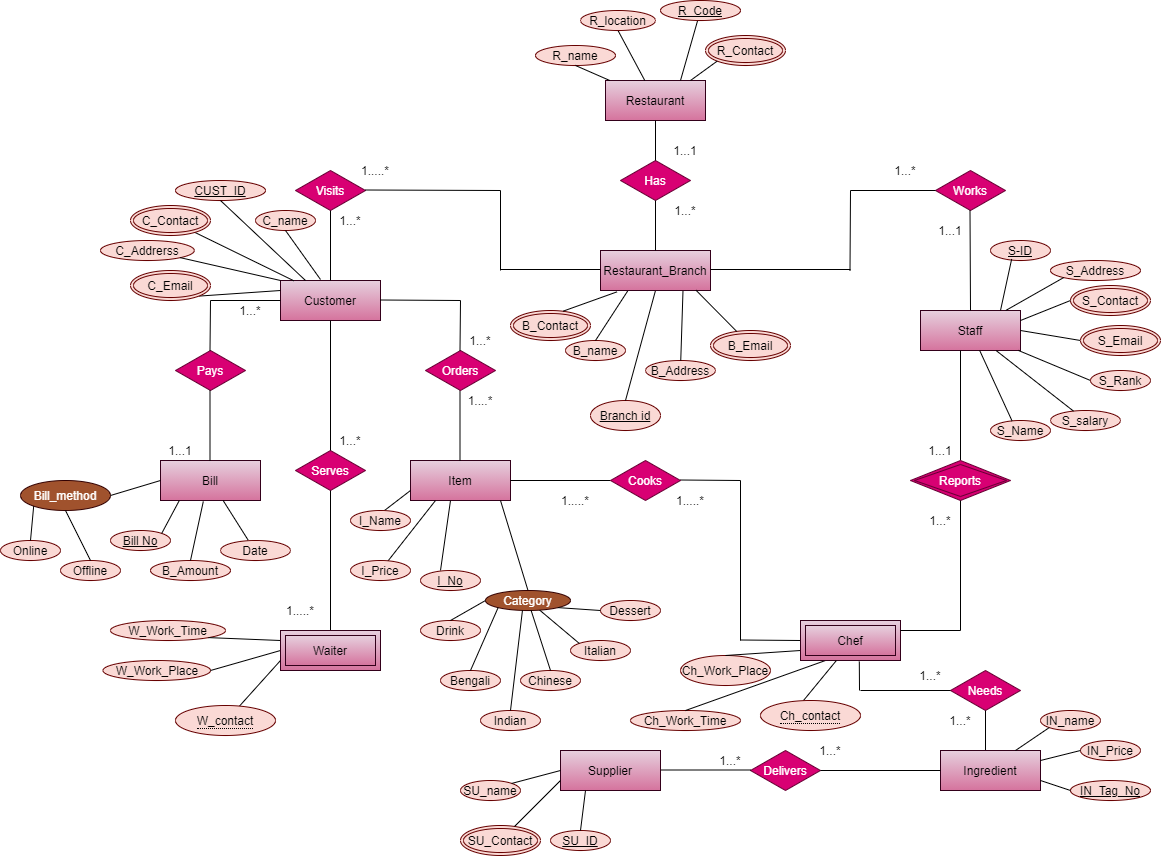 R_Code
R_location
R_Contact
R_name
Restaurant
1...1
1.....*
1...*
Has
Visits
Works
CUST_ID
1...*
1...*
C_Contact
C_name
1...1
C_Addrerss
S-ID
Restaurant_Branch
S_Address
C_Email
Customer
S_Contact
1...*
B_Contact
Staff
1...*
B_name
B_Email
S_Email
Pays
Orders
B_Address
S_Rank
1....*
Branch id
S_salary
S_Name
1...*
1...1
1...1
Serves
Bill
Item
Cooks
Reports
Bill_method
1.....*
1.....*
I_Name
1...*
Bill No
Online
Date
Offline
B_Amount
I_Price
I_No
Category
1.....*
Dessert
W_Work_Time
Drink
Chef
Waiter
Italian
W_Work_Place
Ch_Work_Place
1...*
Bengali
Chinese
Needs
W_contact
Indian
Ch_Work_Time
Ch_contact
1...*
IN_name
1...*
1...*
IN_Price
Supplier
Delivers
Ingredient
SU_name
IN_Tag_No
SU_Contact
SU_ID